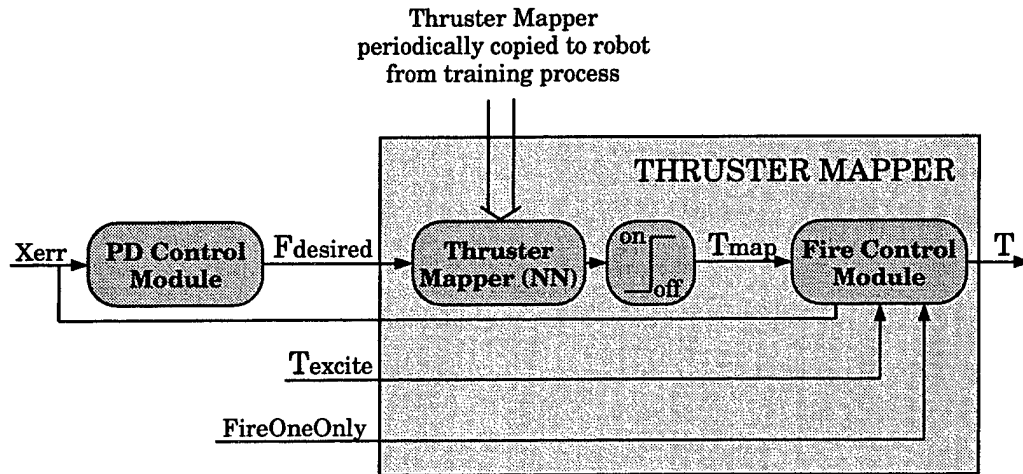 Thruster Mapper
periodically copied to robot
from training process
THRUSTER MAPPER
Xerr
PD Control
Module
Fdesired
Thruster
Mapper (NN)
on
off
Tmap
Fire Control
Module
T
Texcite
FireOneOnly